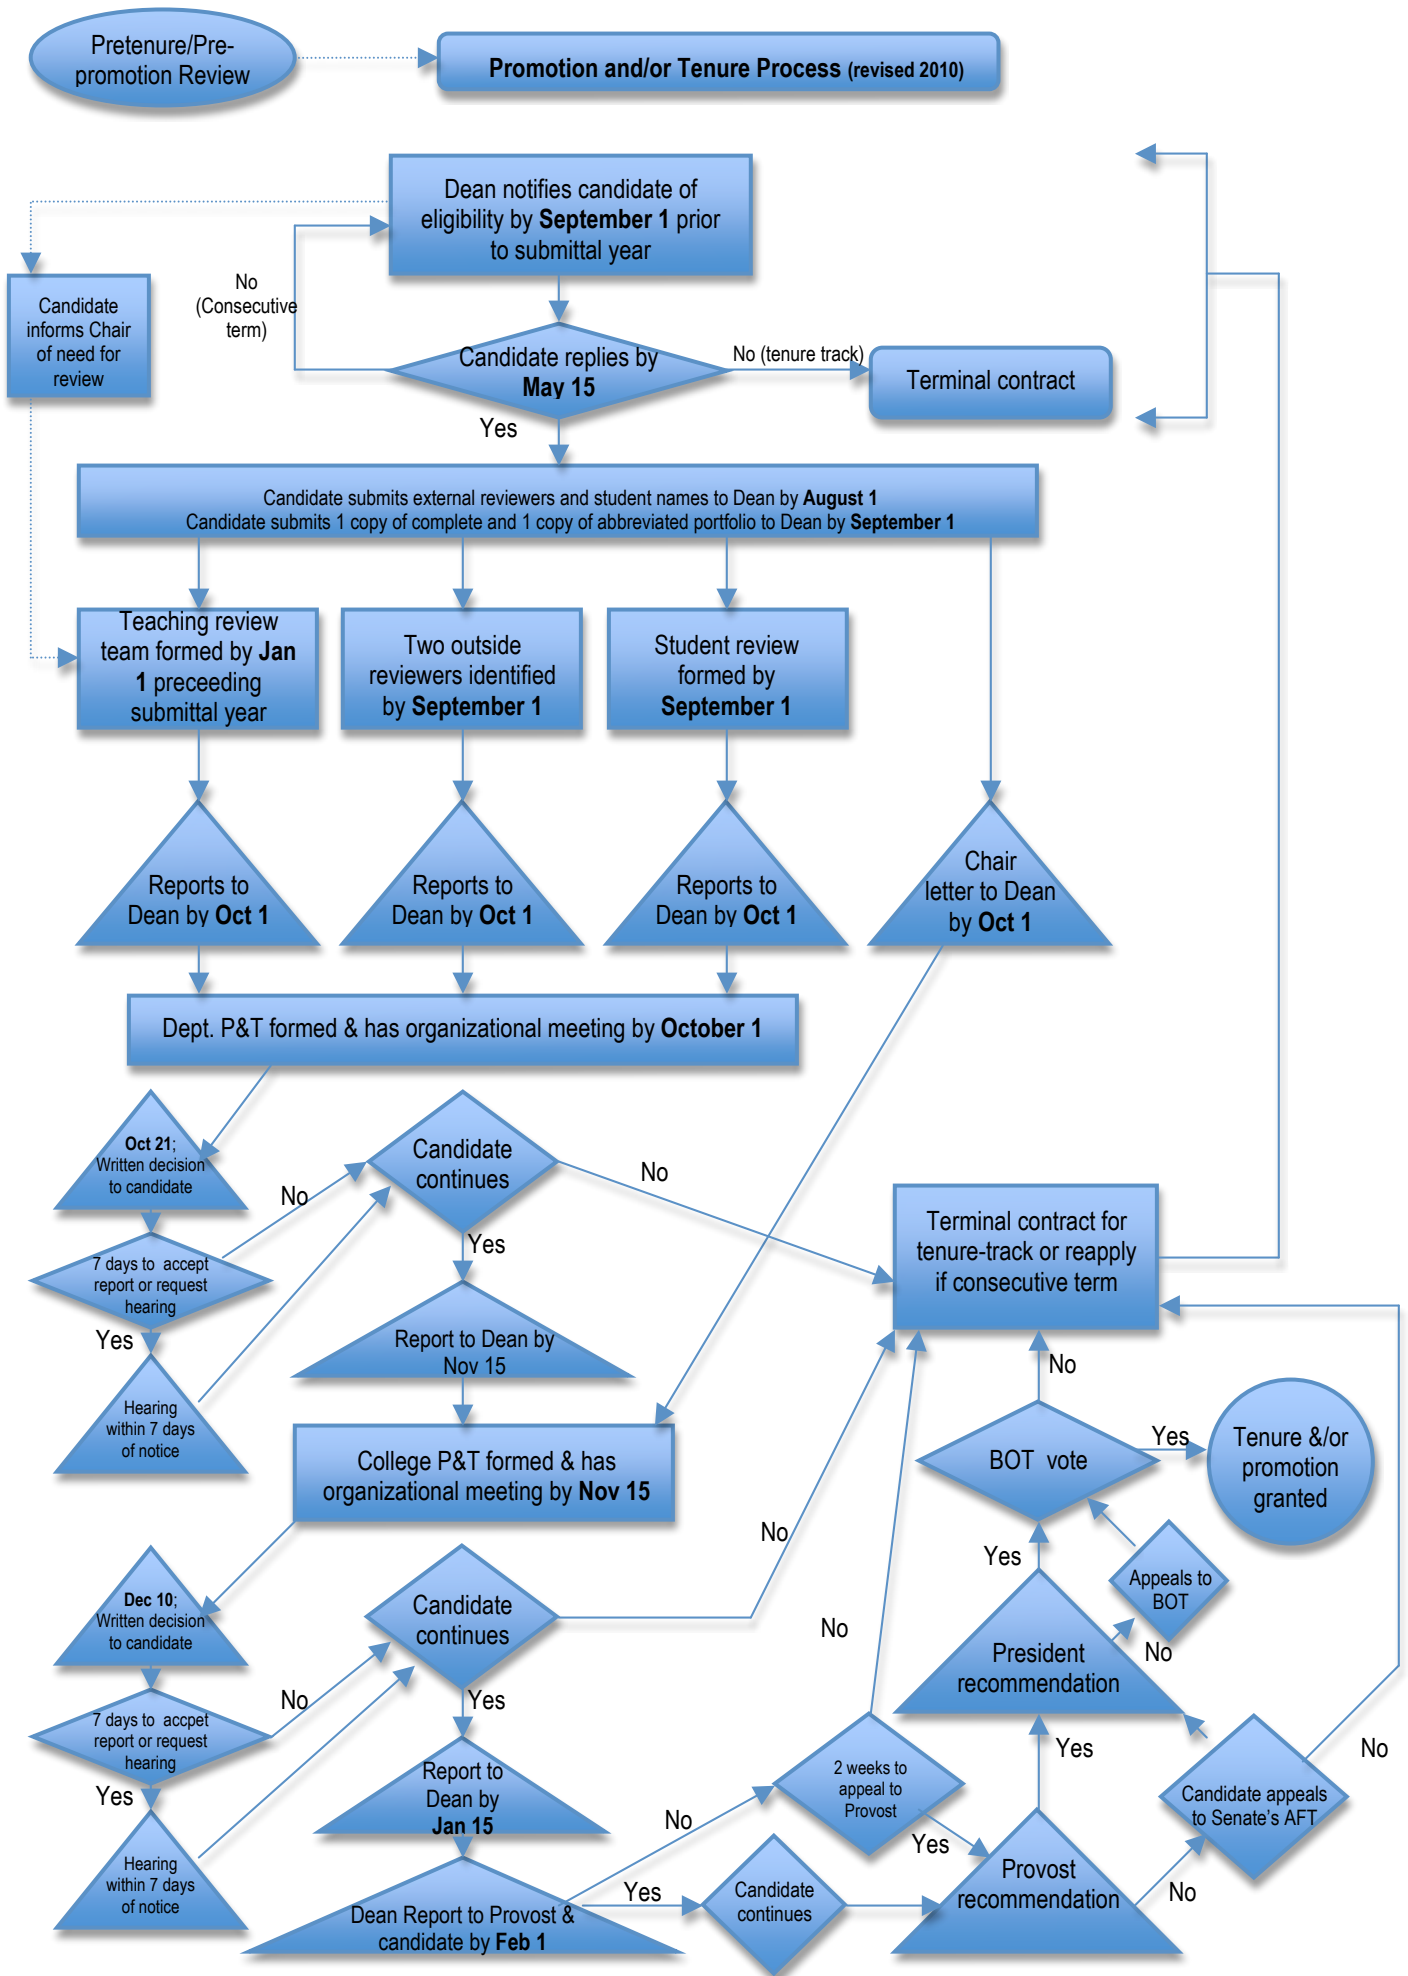 Pretenure/Pre-
promotion Review
Promotion and/or Tenure Process (revised 2010)
Dean notifies candidate of
eligibility by September 1 prior
to submittal year
No
(Consecutive
term)
Candidate
informs Chair
of need for
review
Candidate replies by
May 15
No (tenure track)
Terminal contract
Yes
Candidate submits external reviewers and student names to Dean by August 1
Candidate submits 1 copy of complete and 1 copy of abbreviated portfolio to Dean by September 1
Teaching review
team formed by Jan
1 preceeding
submittal year
Two outside
reviewers identified
by September 1
Student review
formed by
September 1
Reports to
Dean by Oct 1
Reports to
Dean by Oct 1
Reports to
Dean by Oct 1
Chair
letter to Dean
by Oct 1
Dept. P&T formed & has organizational meeting by October 1
Oct 21;
Written decision
to candidate
Candidate
continues
No
No
Yes
7 days to accept
report or request
hearing
Yes
Terminal contract for
tenure-track or reapply
if consecutive term
Report to Dean by
Nov 15
Hearing
within 7 days
of notice
No
College P&T formed & has
organizational meeting by Nov 15
BOT vote
Yes
Tenure &/or
promotion
granted
No
Yes
Appeals to
BOT
Dec 10;
Written decision
to candidate
Candidate
continues
No
President
recommendation
No
No
Yes
7 days to accpet
report or request
hearing
Yes
Report to
Dean by
Jan 15
2 weeks to
appeal to
Provost
Yes
No
Candidate appeals
to Senate's AFT
No
Yes
Hearing
within 7 days
of notice
Dean Report to Provost &
candidate by Feb 1
Yes
Candidate
continues
Provost
recommendation
No